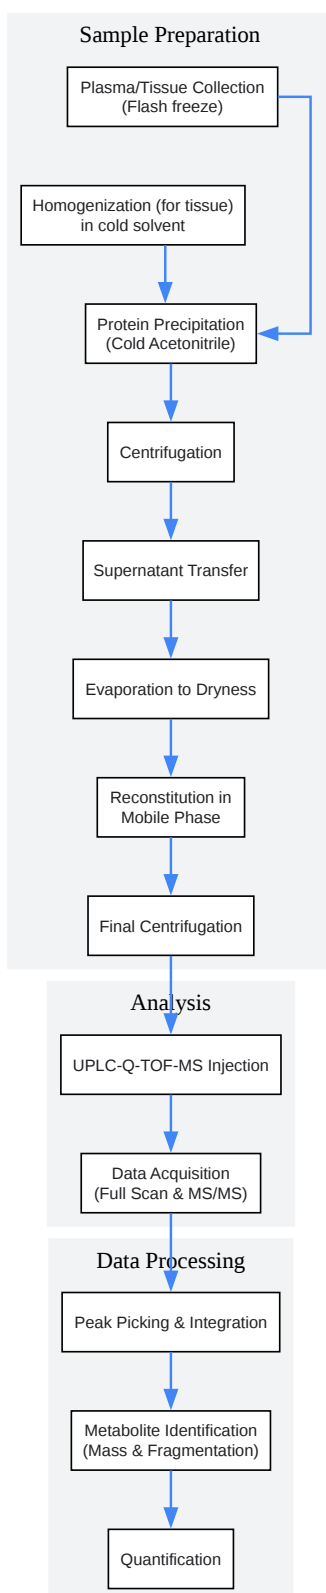 Sample Preparation
Plasma/Tissue Collection
(Flash freeze)
Homogenization (for tissue)
in cold solvent
Protein Precipitation
(Cold Acetonitrile)
Centrifugation
Supernatant Transfer
Evaporation to Dryness
Reconstitution in
Mobile Phase
Final Centrifugation
Analysis
UPLC-Q-TOF-MS Injection
Data Acquisition
(Full Scan & MS/MS)
Data Processing
Peak Picking & Integration
Metabolite Identification
(Mass & Fragmentation)
Quantification